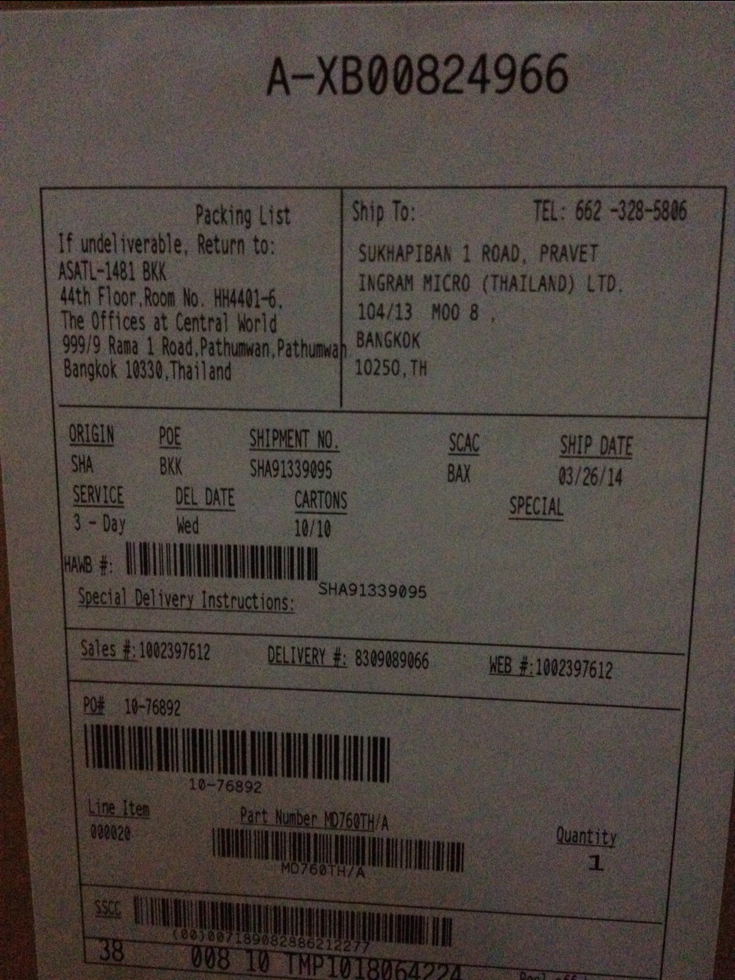 A-XB00824966
Packing List
If undeliverable, Return to:
ASATL-1481 BKK
44th Floor,Room No. HH4401-6.
The Offices at Central World
999/9 Rama 1 Road,Pathumwan,Pathumwan
Bangkok 10330,Thailand
Ship To: TEL: 662 -328-5806
SUKHAPIBAN 1 ROAD, PRAVET
INGRAM MICRO (THAILAND) LTD.
104/13 MOO 8 ,
BANGKOK
10250,TH
ORIGIN POE SHIPMENT NO. SCAC SHIP DATE
SHA BKK SHA91339095 BAX 03/26/14
SERVICE DEL DATE CARTONS SPECIAL
3 - Day Wed 10/10
HAWB #:
SHA91339095
Special Delivery Instructions:
Sales #:1002397612 DELIVERY #: 8309089066 WEB #:1002397612
PO# 10-76892
10-76892
Line Item Part Number MD760TH/A Quantity
000020 1
MD760TH/A
SSCC
(00)007189082886212277
38 008 10 TMP1018064224